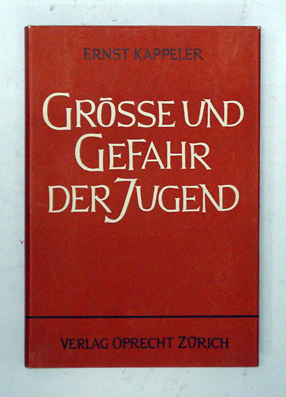 ERNST KAPPELER
GRÖSSE UND
GEFAHR
DER JUGEND
VERLAG OPRECHT ZÜRICH